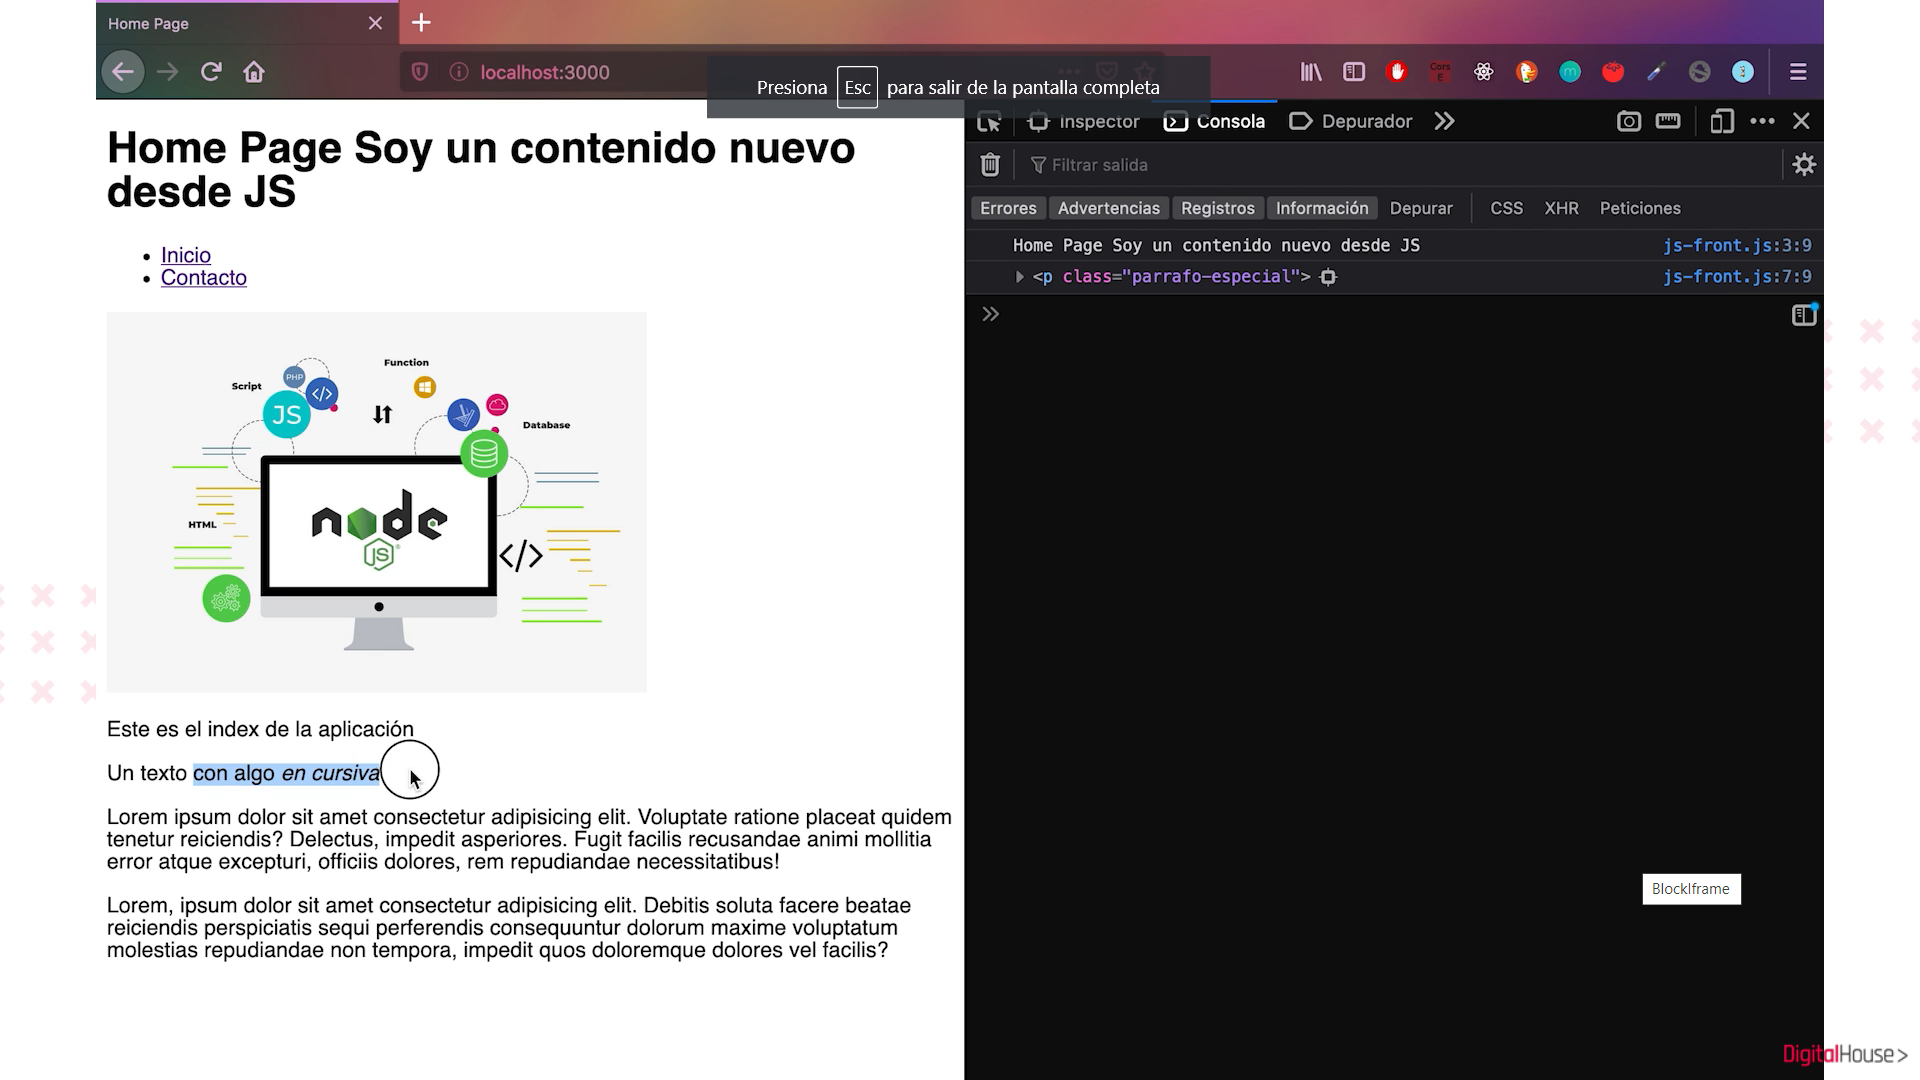 Home Page
localhost:3000
Presiona Esc para salir de la pantalla completa
Home Page Soy un contenido nuevo
desde JS
Inicio
Contacto
Script
PHP
</>
JS
Function
Database
HTML
node
JS
</>
Este es el index de la aplicación
Un texto con algo en cursiva
Lorem ipsum dolor sit amet consectetur adipisicing elit. Voluptate ratione placeat quidem
tenetur reiciendis? Delectus, impedit asperiores. Fugit facilis recusandae animi mollitia
error atque excepturi, officiis dolores, rem repudiandae necessitatibus!
Lorem, ipsum dolor sit amet consectetur adipisicing elit. Debitis soluta facere beatae
reiciendis perspiciatis sequi perferendis consequuntur dolorum maxime voluptatum
molestias repudiandae non tempora, impedit quos doloremque dolores vel facilis?
Inspector Consola Depurador
Filtrar salida
Errores Advertencias Registros Información Depurar CSS XHR Peticiones
Home Page Soy un contenido nuevo desde JS js-front.js:3:9
<p class="parrafo-especial"> js-front.js:7:9
BlockIframe
DigitalHouse>